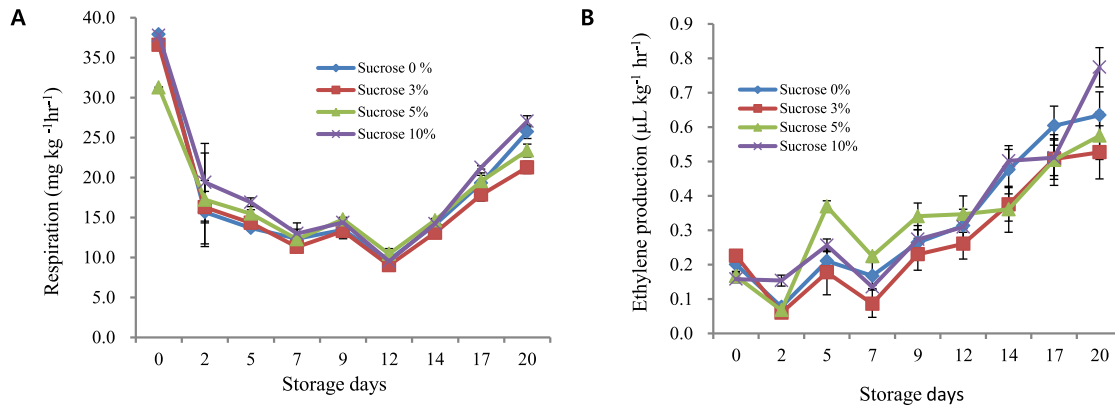 A
Respiration (mg kg -1hr-1)
40.0
35.0
30.0
25.0
20.0
15.0
10.0
5.0
0.0
Sucrose 0 %
Sucrose 3%
Sucrose 5%
Sucrose 10%
0 2 5 7 9 12 14 17 20
Storage days
B
Ethylene production (µL kg-1 hr-1)
0.9
0.8
0.7
0.6
0.5
0.4
0.3
0.2
0.1
0.0
Sucrose 0%
Sucrose 3%
Sucrose 5%
Sucrose 10%
0 2 5 7 9 12 14 17 20
Storage days